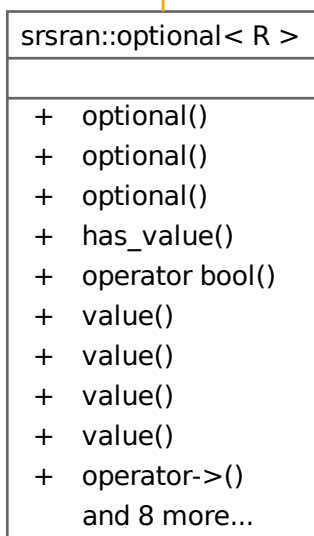 srsran::optional< R >
+ optional()
+ optional()
+ optional()
+ has_value()
+ operator bool()
+ value()
+ value()
+ value()
+ value()
+ operator->()
and 8 more...